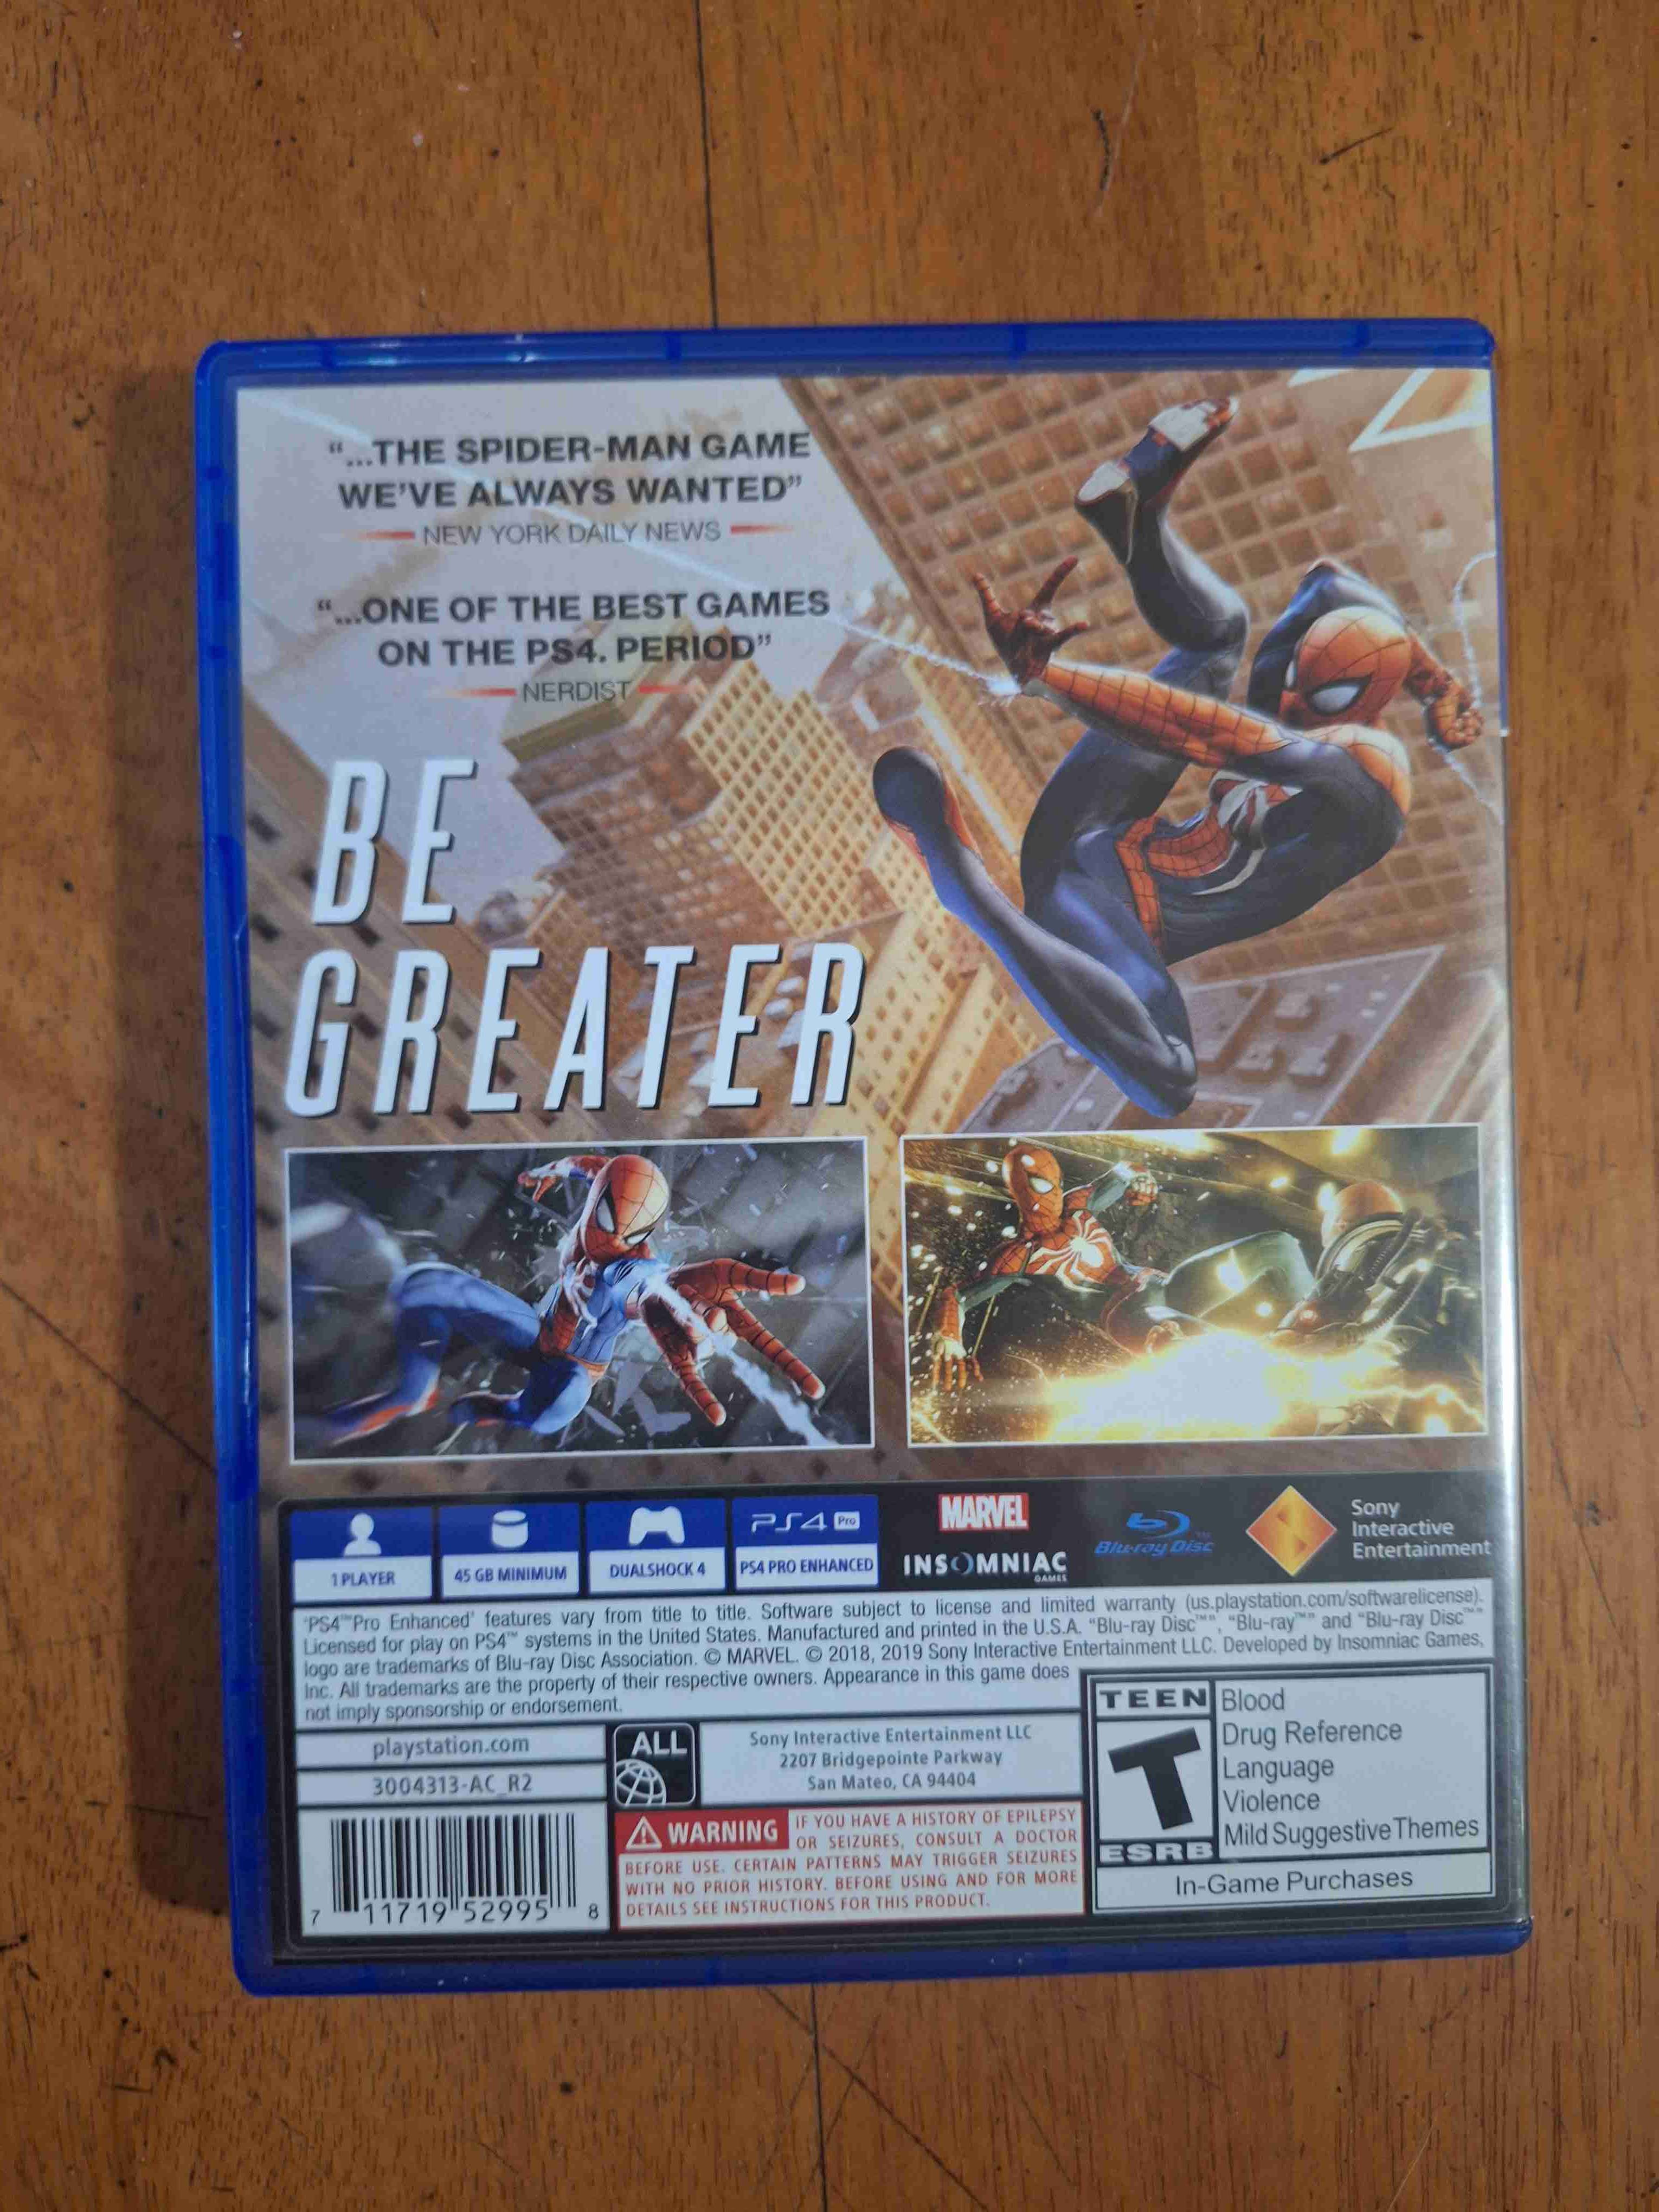 “...THE SPIDER-MAN GAME
WE’VE ALWAYS WANTED”
NEW YORK DAILY NEWS
“...ONE OF THE BEST GAMES
ON THE PS4. PERIOD”
NERDIST
BE
GREATER
1 PLAYER
45 GB MINIMUM
DUALSHOCK 4
PS4 Pro
PS4 PRO ENHANCED
MARVEL
INSOMNIAC
GAMES
Blu-ray Disc™
Sony
Interactive
Entertainment
'PS4™Pro Enhanced' features vary from title to title. Software subject to license and limited warranty (us.playstation.com/softwarelicense).
Licensed for play on PS4™ systems in the United States. Manufactured and printed in the U.S.A. “Blu-ray Disc™”, “Blu-ray™” and “Blu-ray Disc™”
logo are trademarks of Blu-ray Disc Association. © MARVEL. © 2018, 2019 Sony Interactive Entertainment LLC. Developed by Insomniac Games,
Inc. All trademarks are the property of their respective owners. Appearance in this game does
not imply sponsorship or endorsement.
playstation.com
3004313-AC_R2
ALL
Sony Interactive Entertainment LLC
2207 Bridgepointe Parkway
San Mateo, CA 94404
WARNING IF YOU HAVE A HISTORY OF EPILEPSY
OR SEIZURES, CONSULT A DOCTOR
BEFORE USE. CERTAIN PATTERNS MAY TRIGGER SEIZURES
WITH NO PRIOR HISTORY. BEFORE USING AND FOR MORE
DETAILS SEE INSTRUCTIONS FOR THIS PRODUCT.
7 11719 52995 8
TEEN
T
ESRB
Blood
Drug Reference
Language
Violence
Mild Suggestive Themes
In-Game Purchases